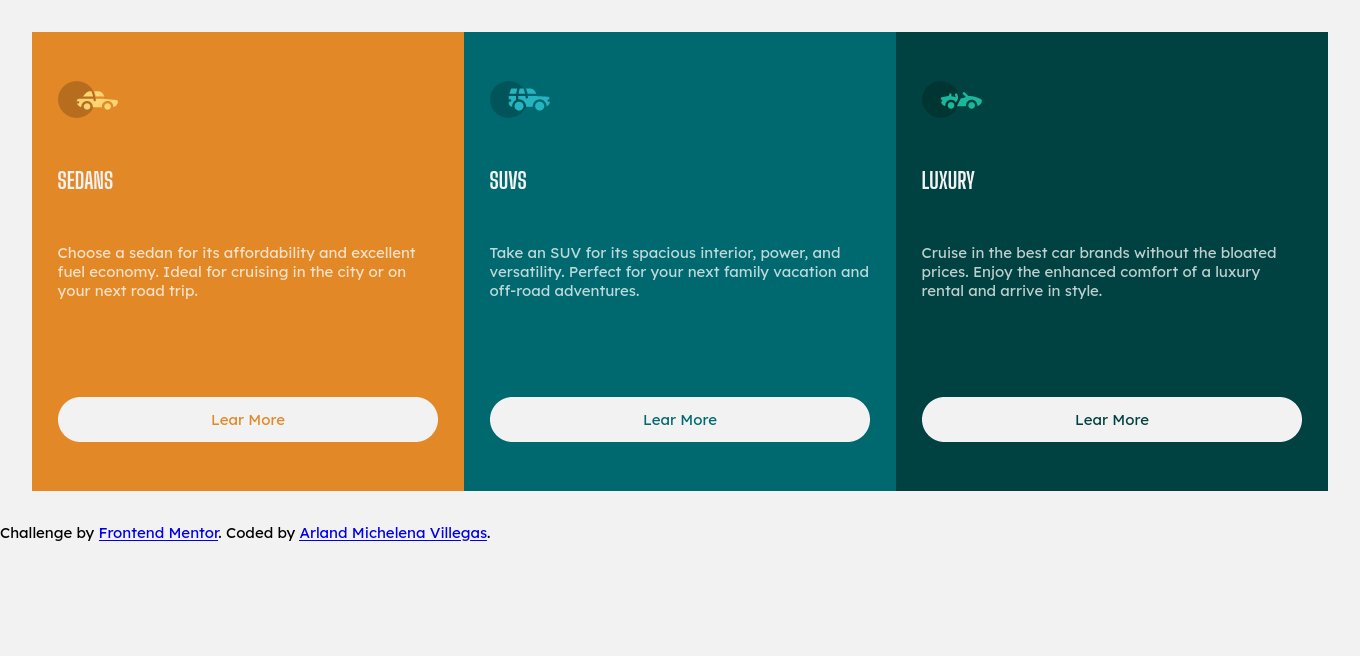 SEDANS
Choose a sedan for its affordability and excellent
fuel economy. Ideal for cruising in the city or on
your next road trip.
Lear More
SUVS
Take an SUV for its spacious interior, power, and
versatility. Perfect for your next family vacation and
off-road adventures.
Lear More
LUXURY
Cruise in the best car brands without the bloated
prices. Enjoy the enhanced comfort of a luxury
rental and arrive in style.
Lear More
Challenge by Frontend Mentor. Coded by Arland Michelena Villegas.